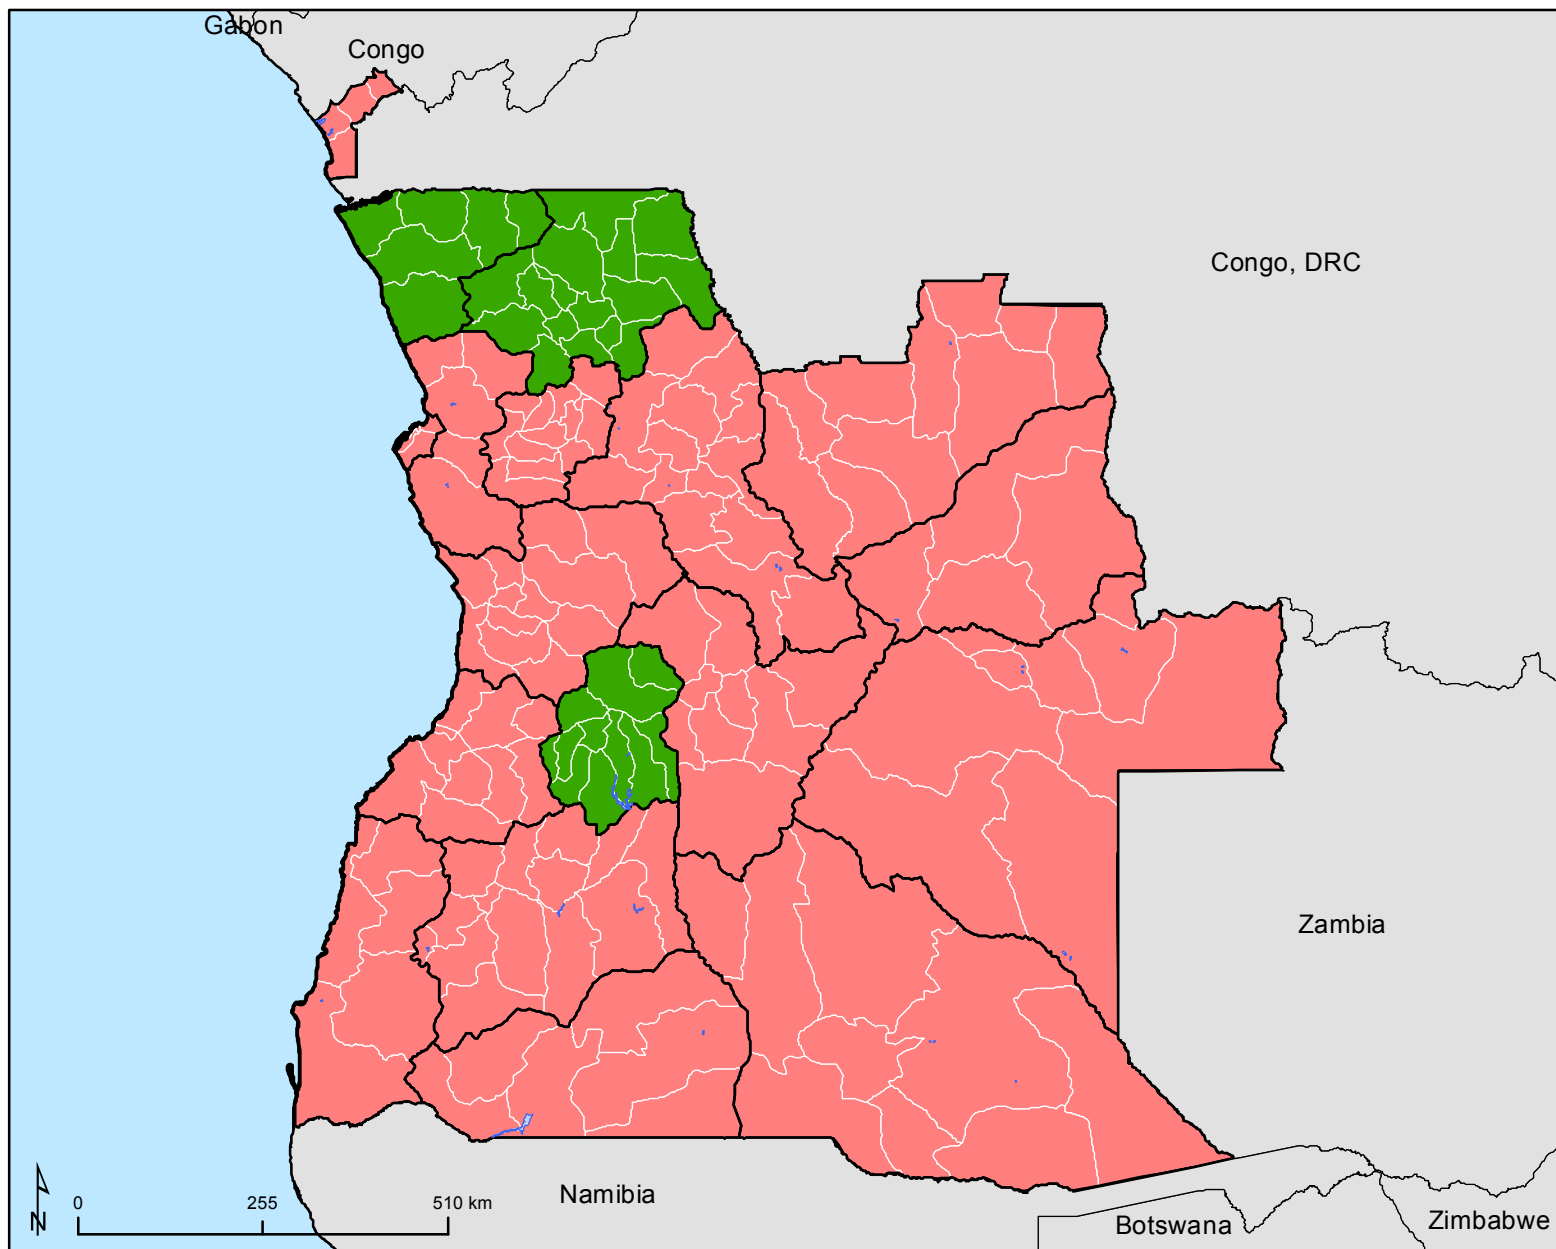 Gabon
Congo
Congo, DRC
Zambia
Namibia
Botswana
Zimbabwe
N
0 255 510 km